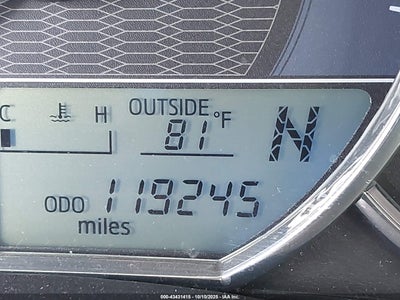 OUTSIDE
C H 81 °F N
ODO 119245
miles
000-43431415 - 10/10/2025 - IAA Inc.